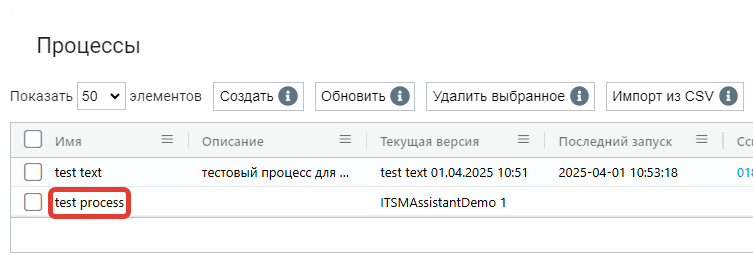 Процессы
Показать 50 элементов Создать Обновить Удалить выбранное Импорт из CSV
Имя Описание Текущая версия Последний запуск Ссы
test text тестовый процесс для ... test text 01.04.2025 10:51 2025-04-01 10:53:18 018
test process ITSMAssistantDemo 1